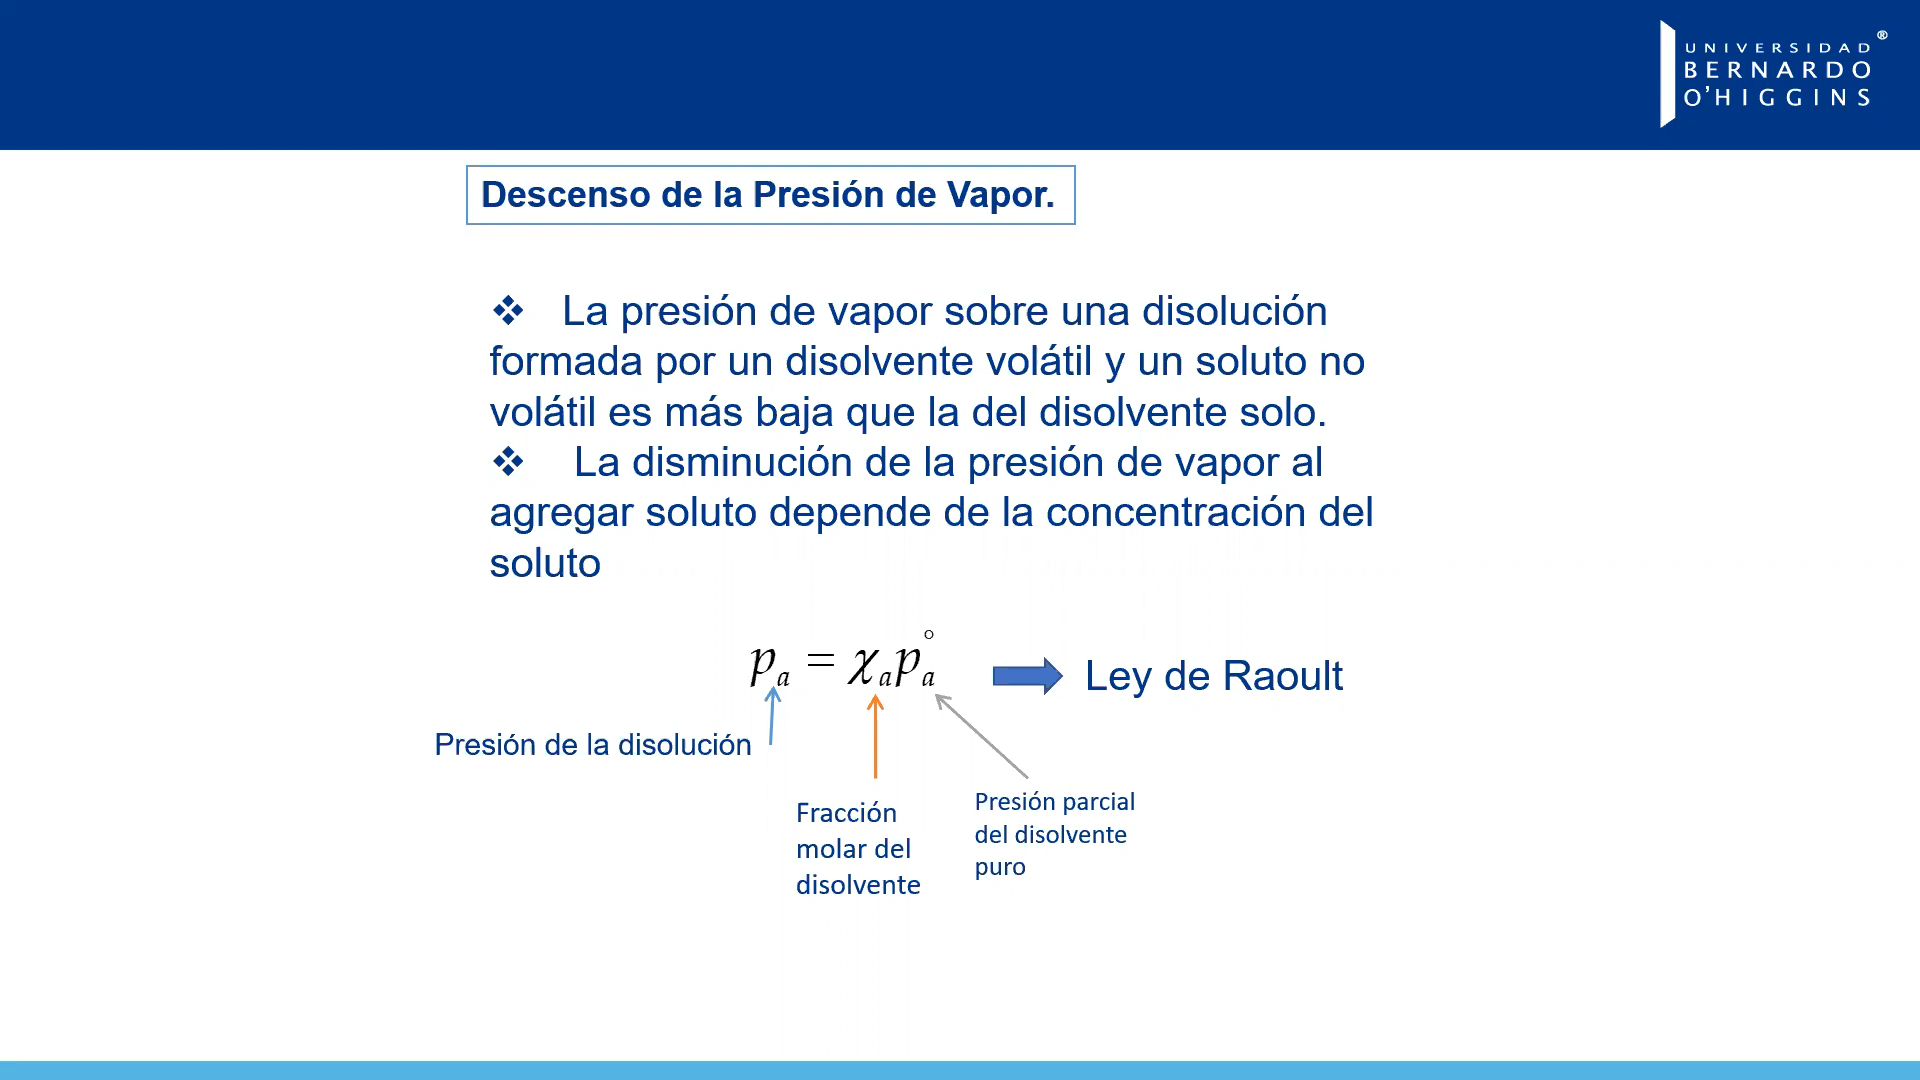 UNIVERSIDAD®
BERNARDO
O'HIGGINS
Descenso de la Presión de Vapor.
❖ La presión de vapor sobre una disolución
formada por un disolvente volátil y un soluto no
volátil es más baja que la del disolvente solo.
❖ La disminución de la presión de vapor al
agregar soluto depende de la concentración del
soluto
pₐ = χₐp°ₐ
Ley de Raoult
Presión de la disolución
Fracción
molar del
disolvente
Presión parcial
del disolvente
puro